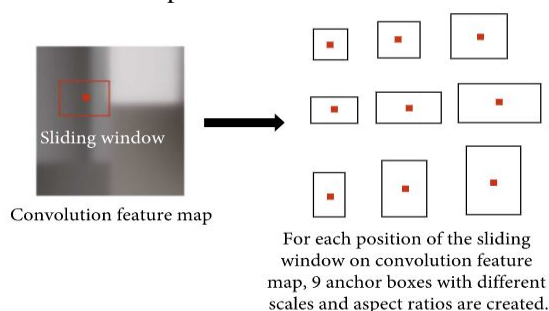 Sliding window
Convolution feature map
For each position of the sliding
window on convolution feature
map, 9 anchor boxes with different
scales and aspect ratios are created.